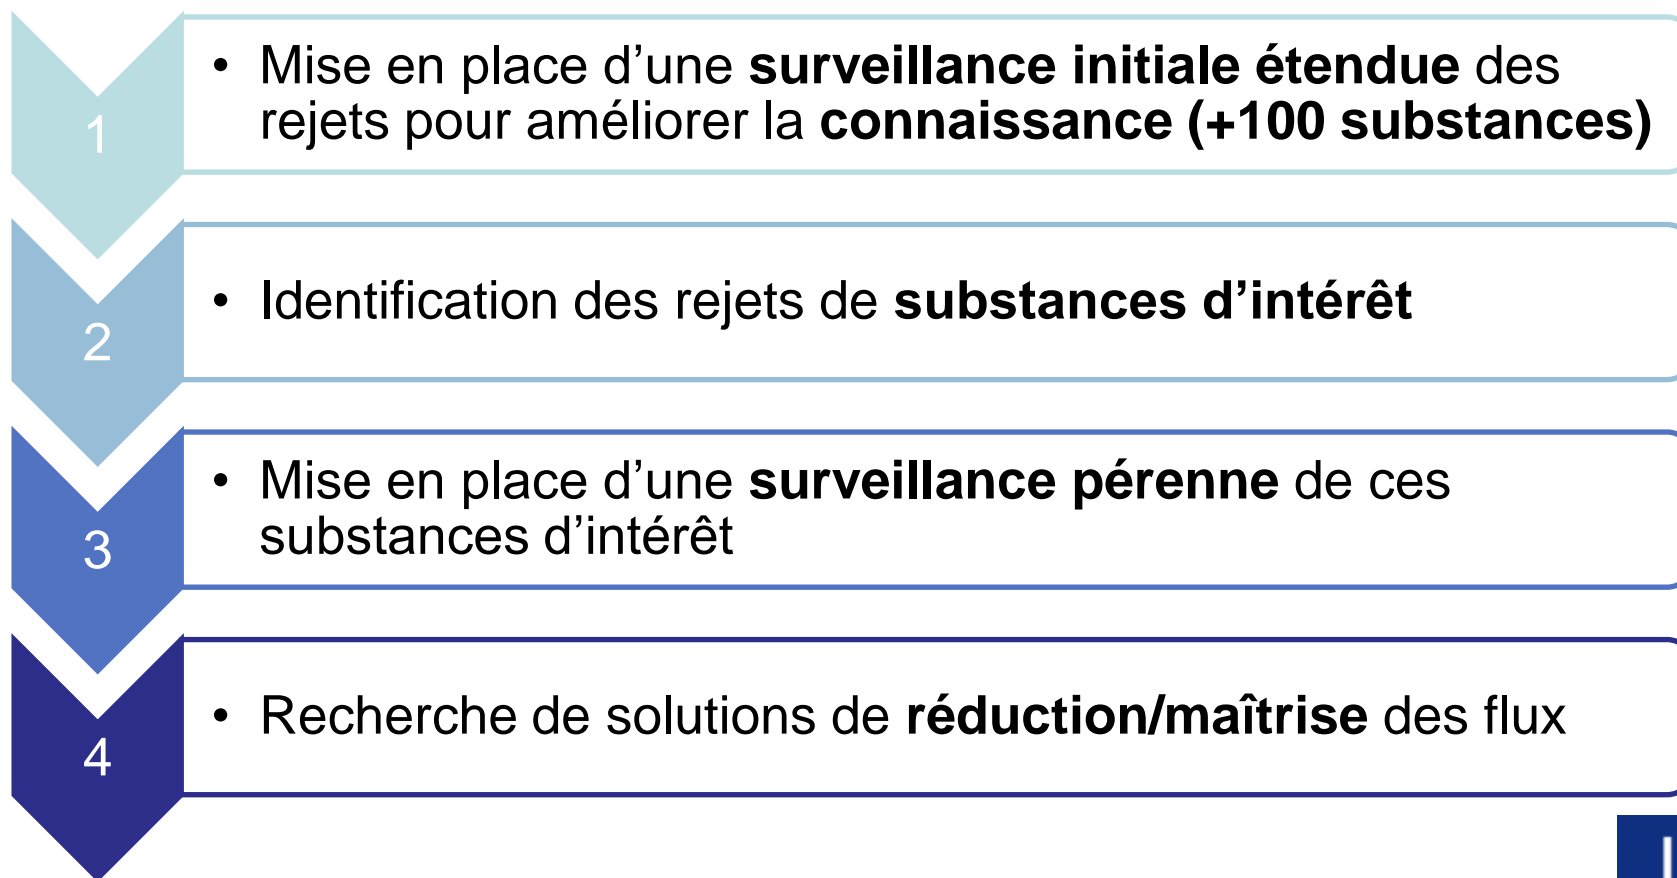 1
• Mise en place d’une surveillance initiale étendue des
rejets pour améliorer la connaissance (+100 substances)
2
• Identification des rejets de substances d’intérêt
3
• Mise en place d’une surveillance pérenne de ces
substances d’intérêt
4
• Recherche de solutions de réduction/maîtrise des flux